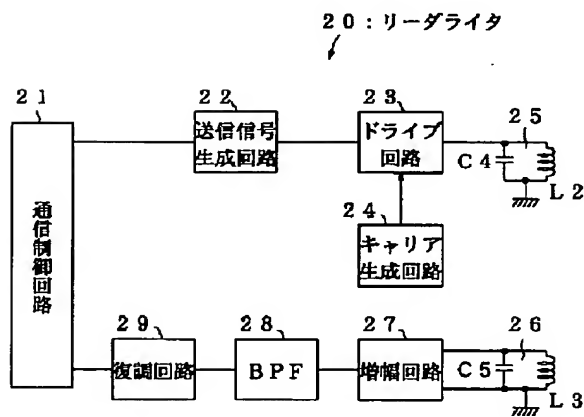 20:リーダライタ
21
22
23
送信信号
生成回路
ドライブ
回路
25
C4
L2
24
キャリア
生成回路
通信制御回路
29
28
27
26
復調回路
BPF
増幅回路
C5
L3